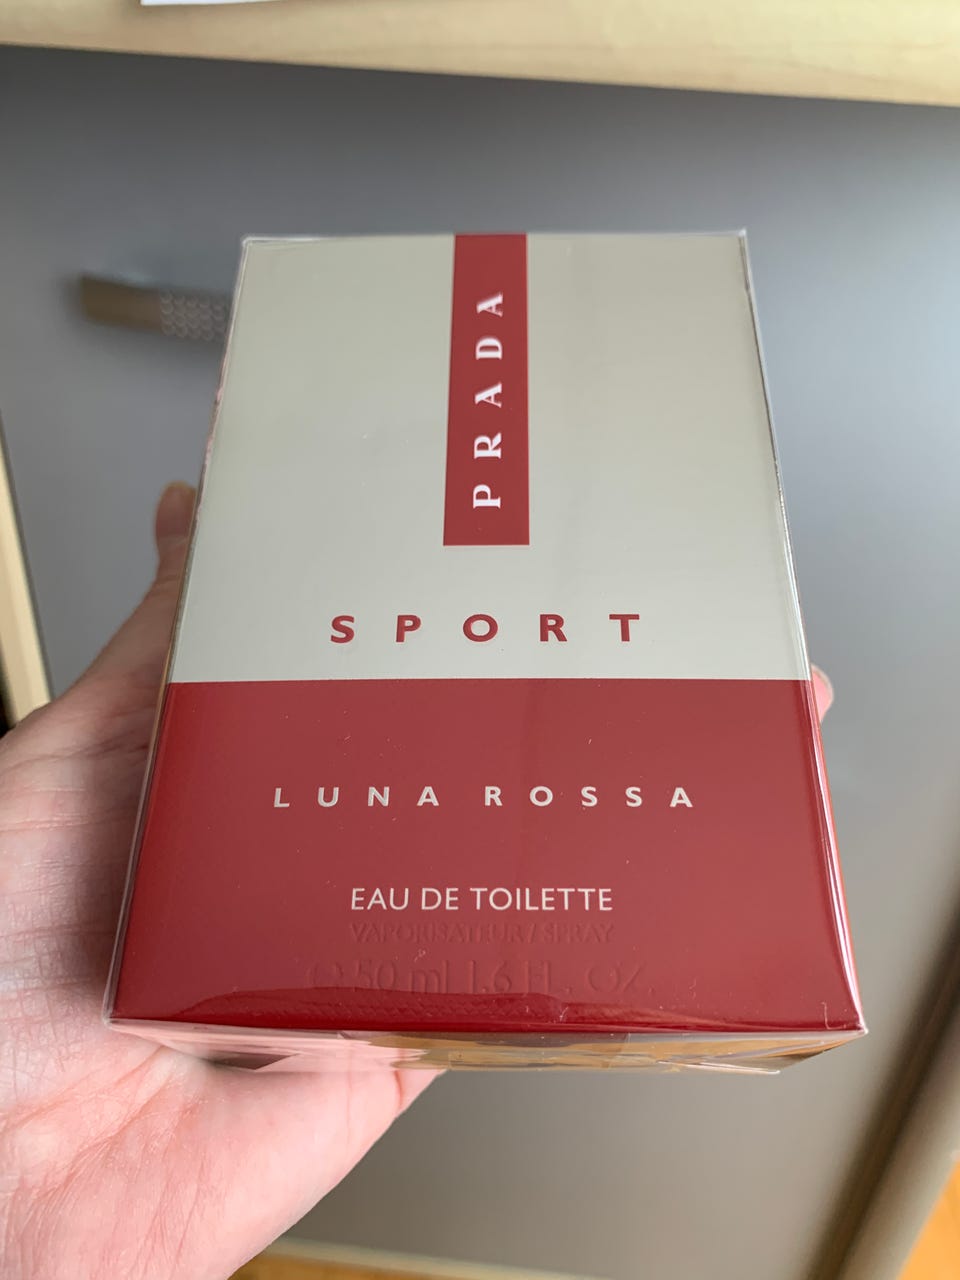 PRADA
SPORT
LUNA ROSSA
EAU DE TOILETTE
VAPORISATEUR / SPRAY
℮ 50 ml 1.6 FL. OZ.